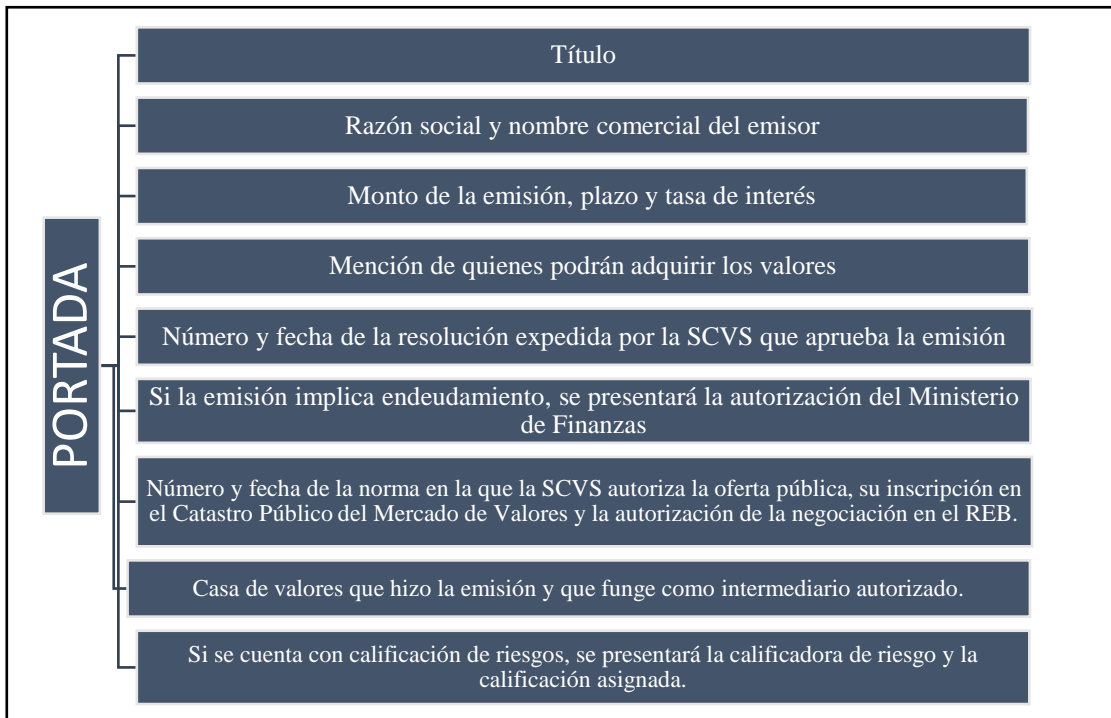 PORTADA
Título
Razón social y nombre comercial del emisor
Monto de la emisión, plazo y tasa de interés
Mención de quienes podrán adquirir los valores
Número y fecha de la resolución expedida por la SCVS que aprueba la emisión
Si la emisión implica endeudamiento, se presentará la autorización del Ministerio
de Finanzas
Número y fecha de la norma en la que la SCVS autoriza la oferta pública, su inscripción en
el Catastro Público del Mercado de Valores y la autorización de la negociación en el REB.
Casa de valores que hizo la emisión y que funge como intermediario autorizado.
Si se cuenta con calificación de riesgos, se presentará la calificadora de riesgo y la
calificación asignada.